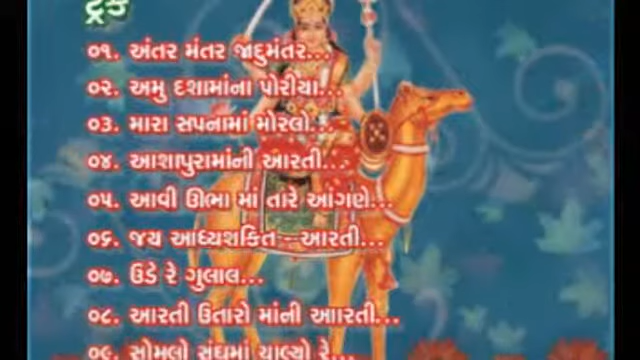 ટ્રેક
૦૧. અંતર મંતર જાદુમંતર...
૦૨. અમુ દશામાંના પોરીયા...
૦૩. મારા સપનામાં મોરલો...
૦૪. આશાપુરામાંની આરતી...
૦૫. આવી ઊભા માં તારે આંગણે...
૦૬. જય આધ્યશકિત - આરતી...
૦૭. ઉડે રે ગુલાલ...
૦૮. આરતી ઉતારો માંની આારતી...
૦૯. સોમલો સંઘમાં ચાલ્યો રે...